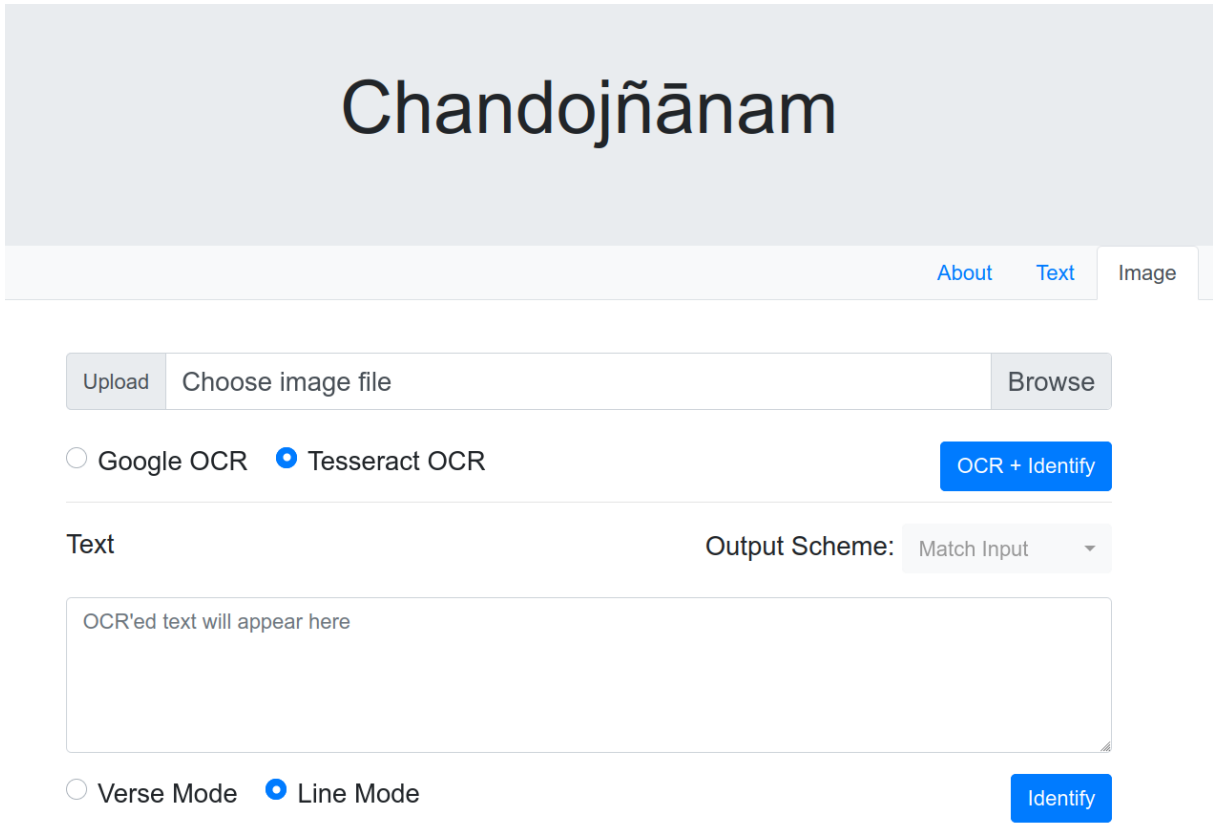 Chandojñānam
About Text Image
Upload Choose image file Browse
Google OCR Tesseract OCR OCR + Identify
Text Output Scheme: Match Input
OCR'ed text will appear here
Verse Mode Line Mode Identify